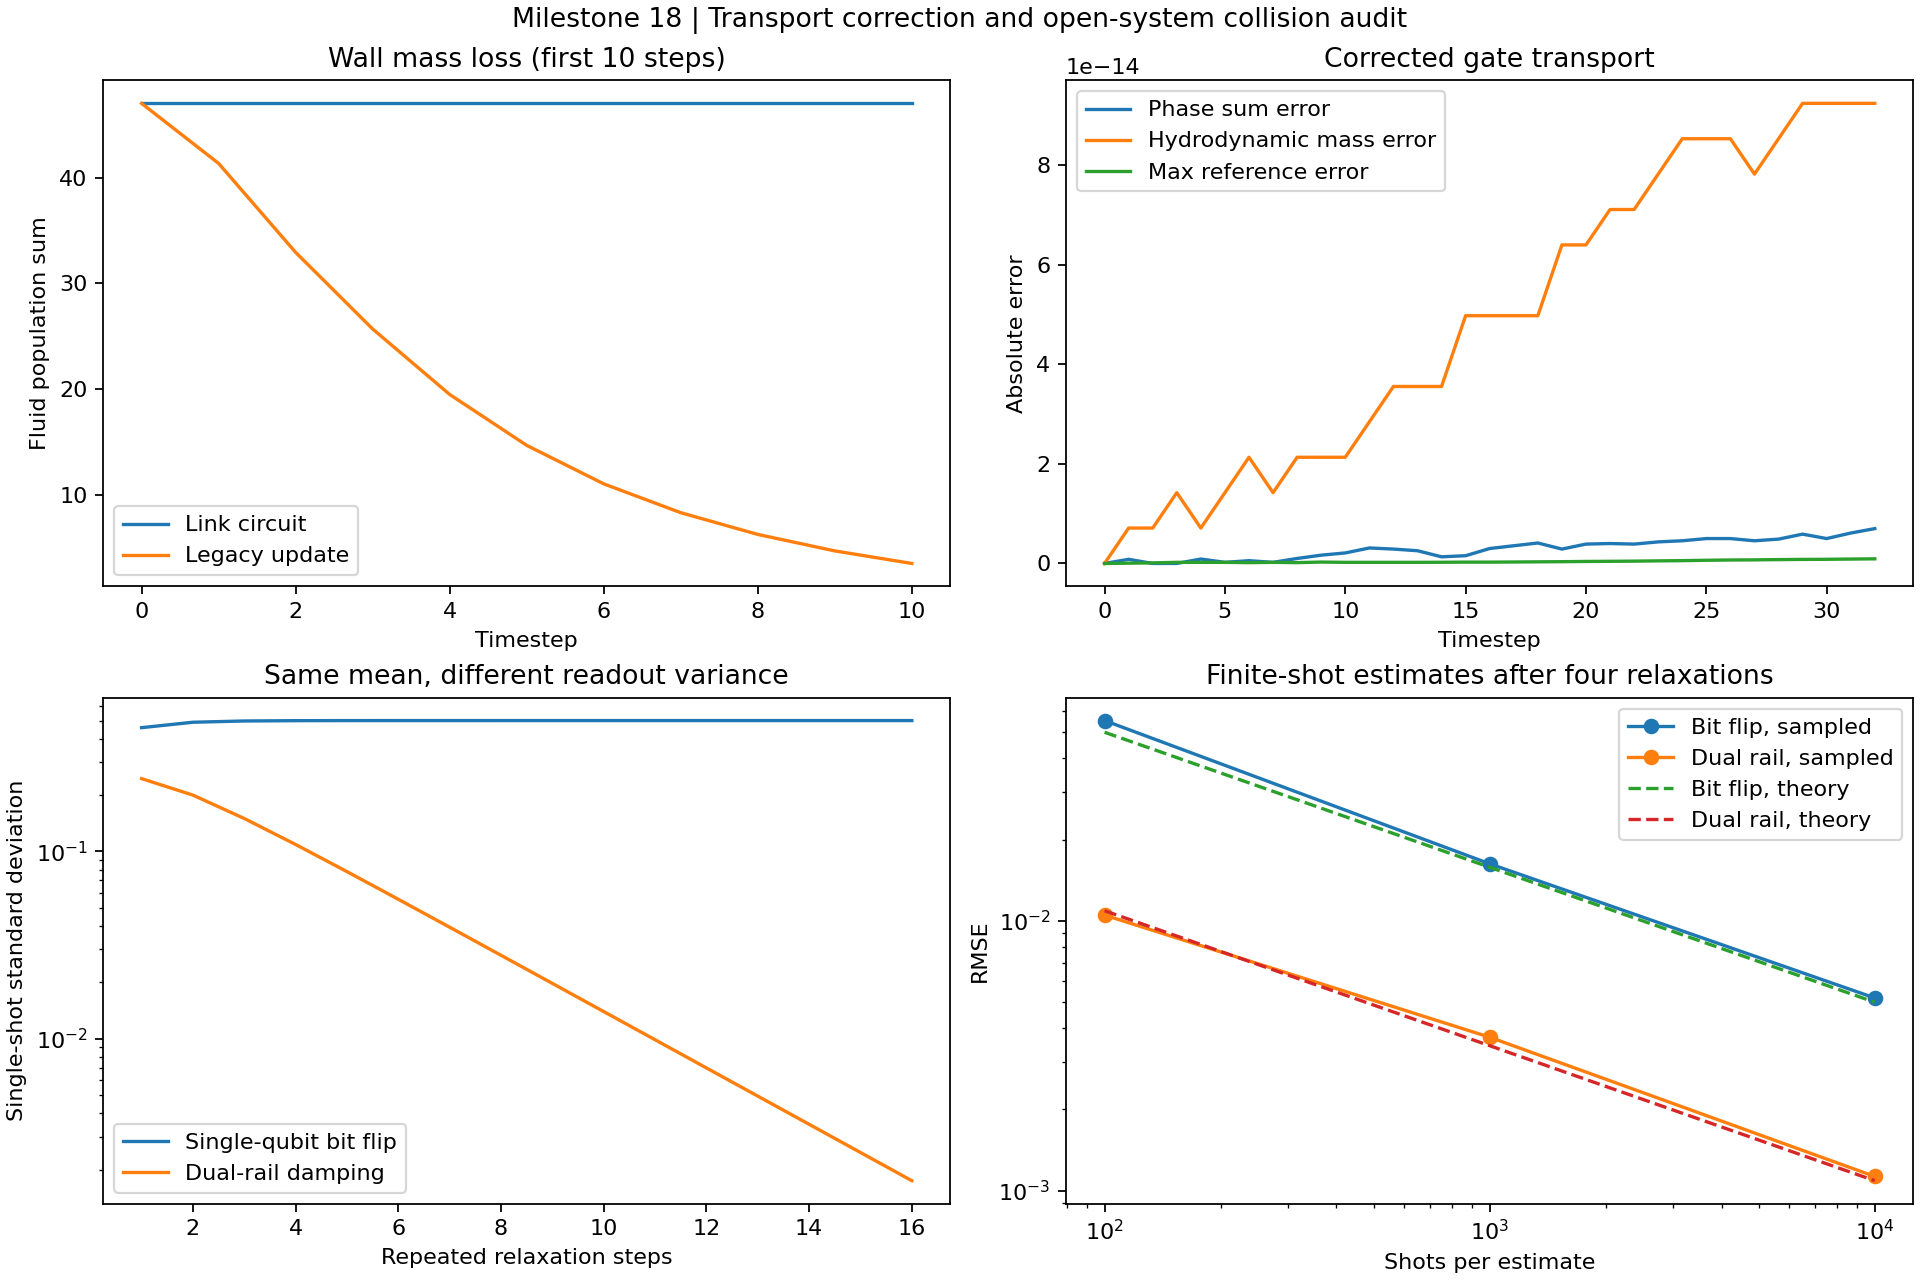 Milestone 18 | Transport correction and open-system collision audit
Wall mass loss (first 10 steps)
Fluid population sum
40
30
20
10
Link circuit
Legacy update
0 2 4 6 8 10
Timestep
Corrected gate transport
1e−14
Absolute error
8
6
4
2
0
Phase sum error
Hydrodynamic mass error
Max reference error
0 5 10 15 20 25 30
Timestep
Same mean, different readout variance
Single-shot standard deviation
10⁻¹
10⁻²
Single-qubit bit flip
Dual-rail damping
2 4 6 8 10 12 14 16
Repeated relaxation steps
Finite-shot estimates after four relaxations
RMSE
10⁻²
10⁻³
Bit flip, sampled
Dual rail, sampled
Bit flip, theory
Dual rail, theory
10² 10³ 10⁴
Shots per estimate